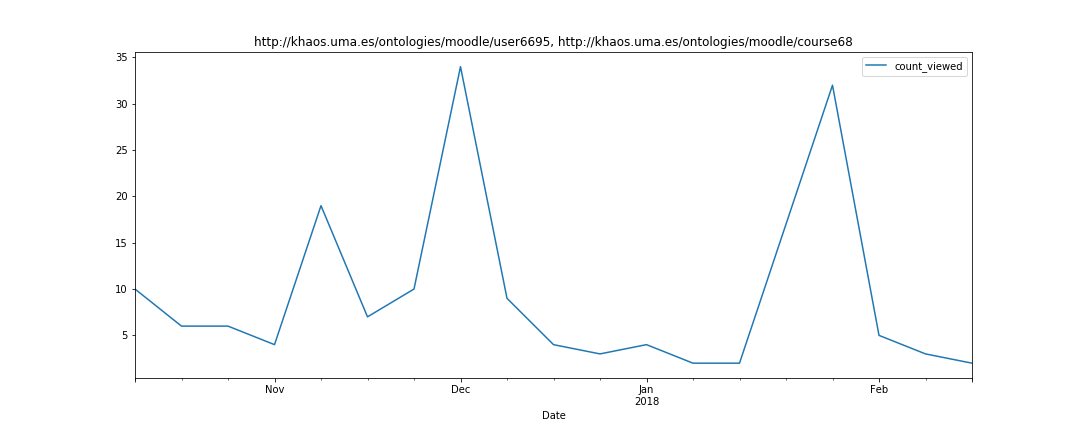 http://khaos.uma.es/ontologies/moodle/user6695, http://khaos.uma.es/ontologies/moodle/course68
count_viewed
35
30
25
20
15
10
5
Nov
Dec
Jan
2018
Feb
Date